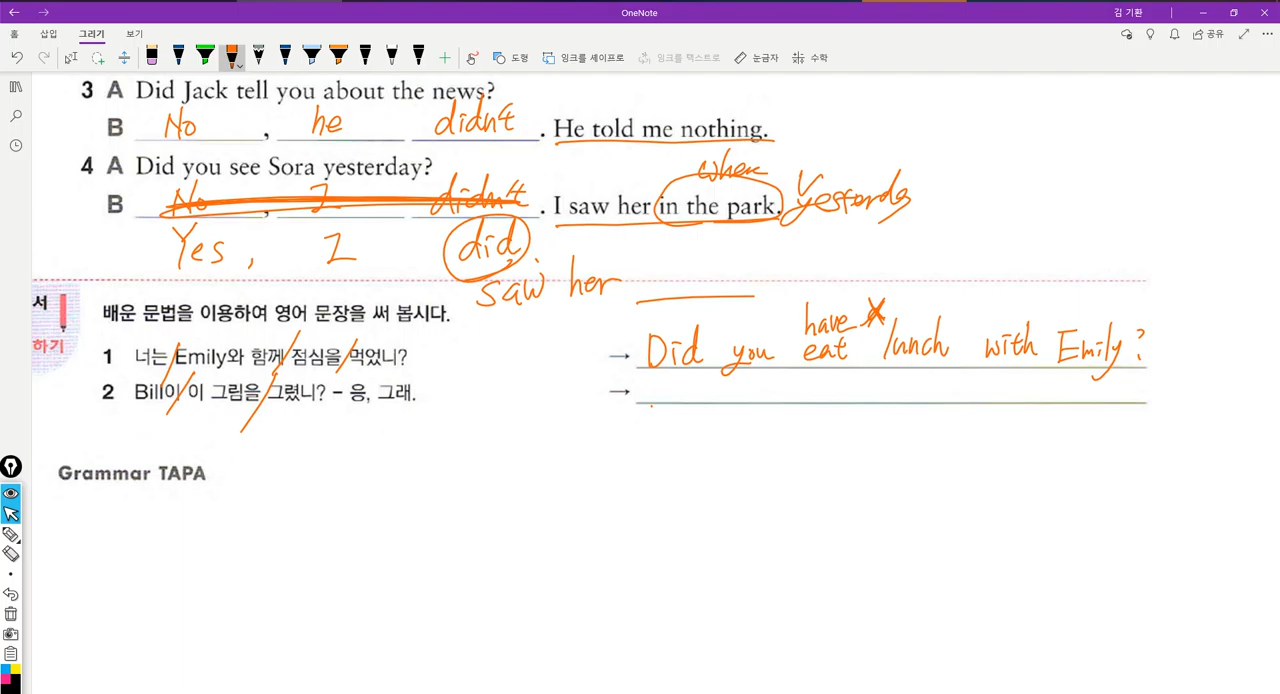 OneNote
김 기환
홈 삽입 그리기 보기
공유
도형 잉크를 셰이프로 잉크를 텍스트로 눈금자 수학
3 A Did Jack tell you about the news?
B No , he didn't . He told me nothing.
4 A Did you see Sora yesterday?
when
B No , I didn't . I saw her in the park. Yesterday
Yes, I did.
saw her
서
하기
배운 문법을 이용하여 영어 문장을 써 봅시다.
have
1 너는 Emily와 함께 점심을 먹었니? → Did you eat lunch with Emily?
2 Bill이 이 그림을 그렸니? – 응, 그래. →
Grammar TAPA